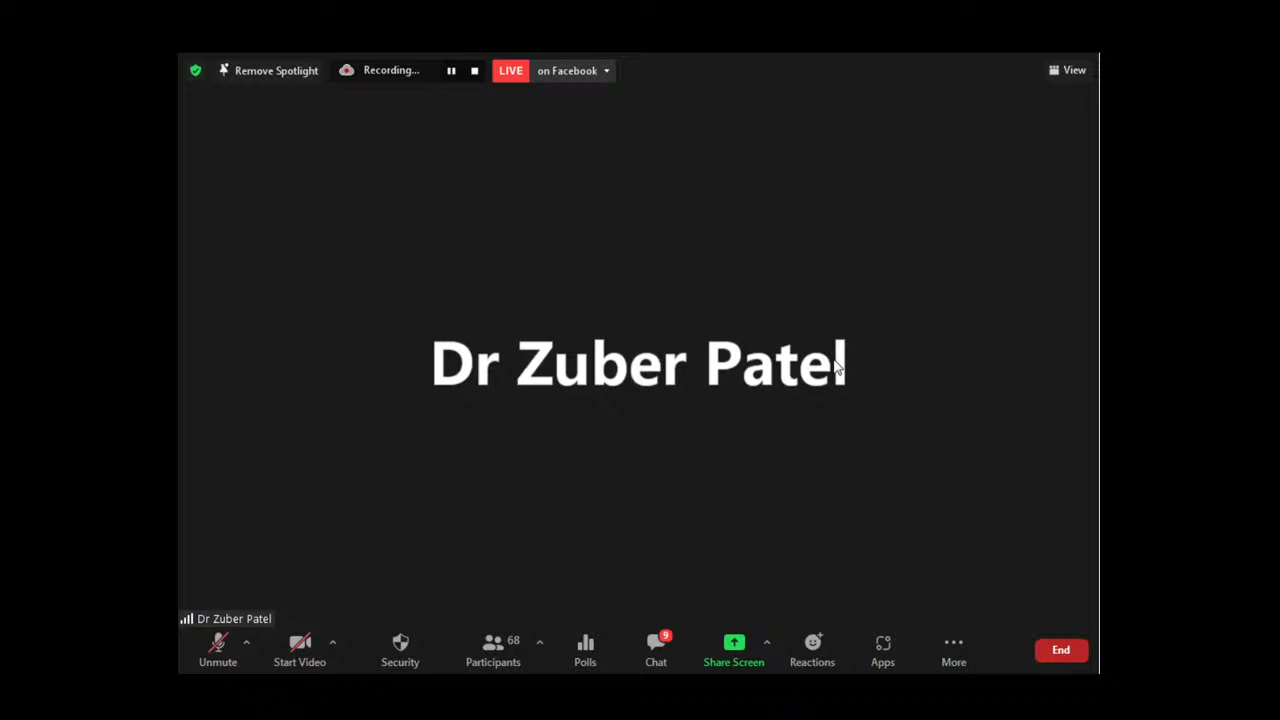 Remove Spotlight Recording... LIVE on Facebook View
Dr Zuber Patel
Dr Zuber Patel
68 9
Unmute Start Video Security Participants Polls Chat Share Screen Reactions Apps More End